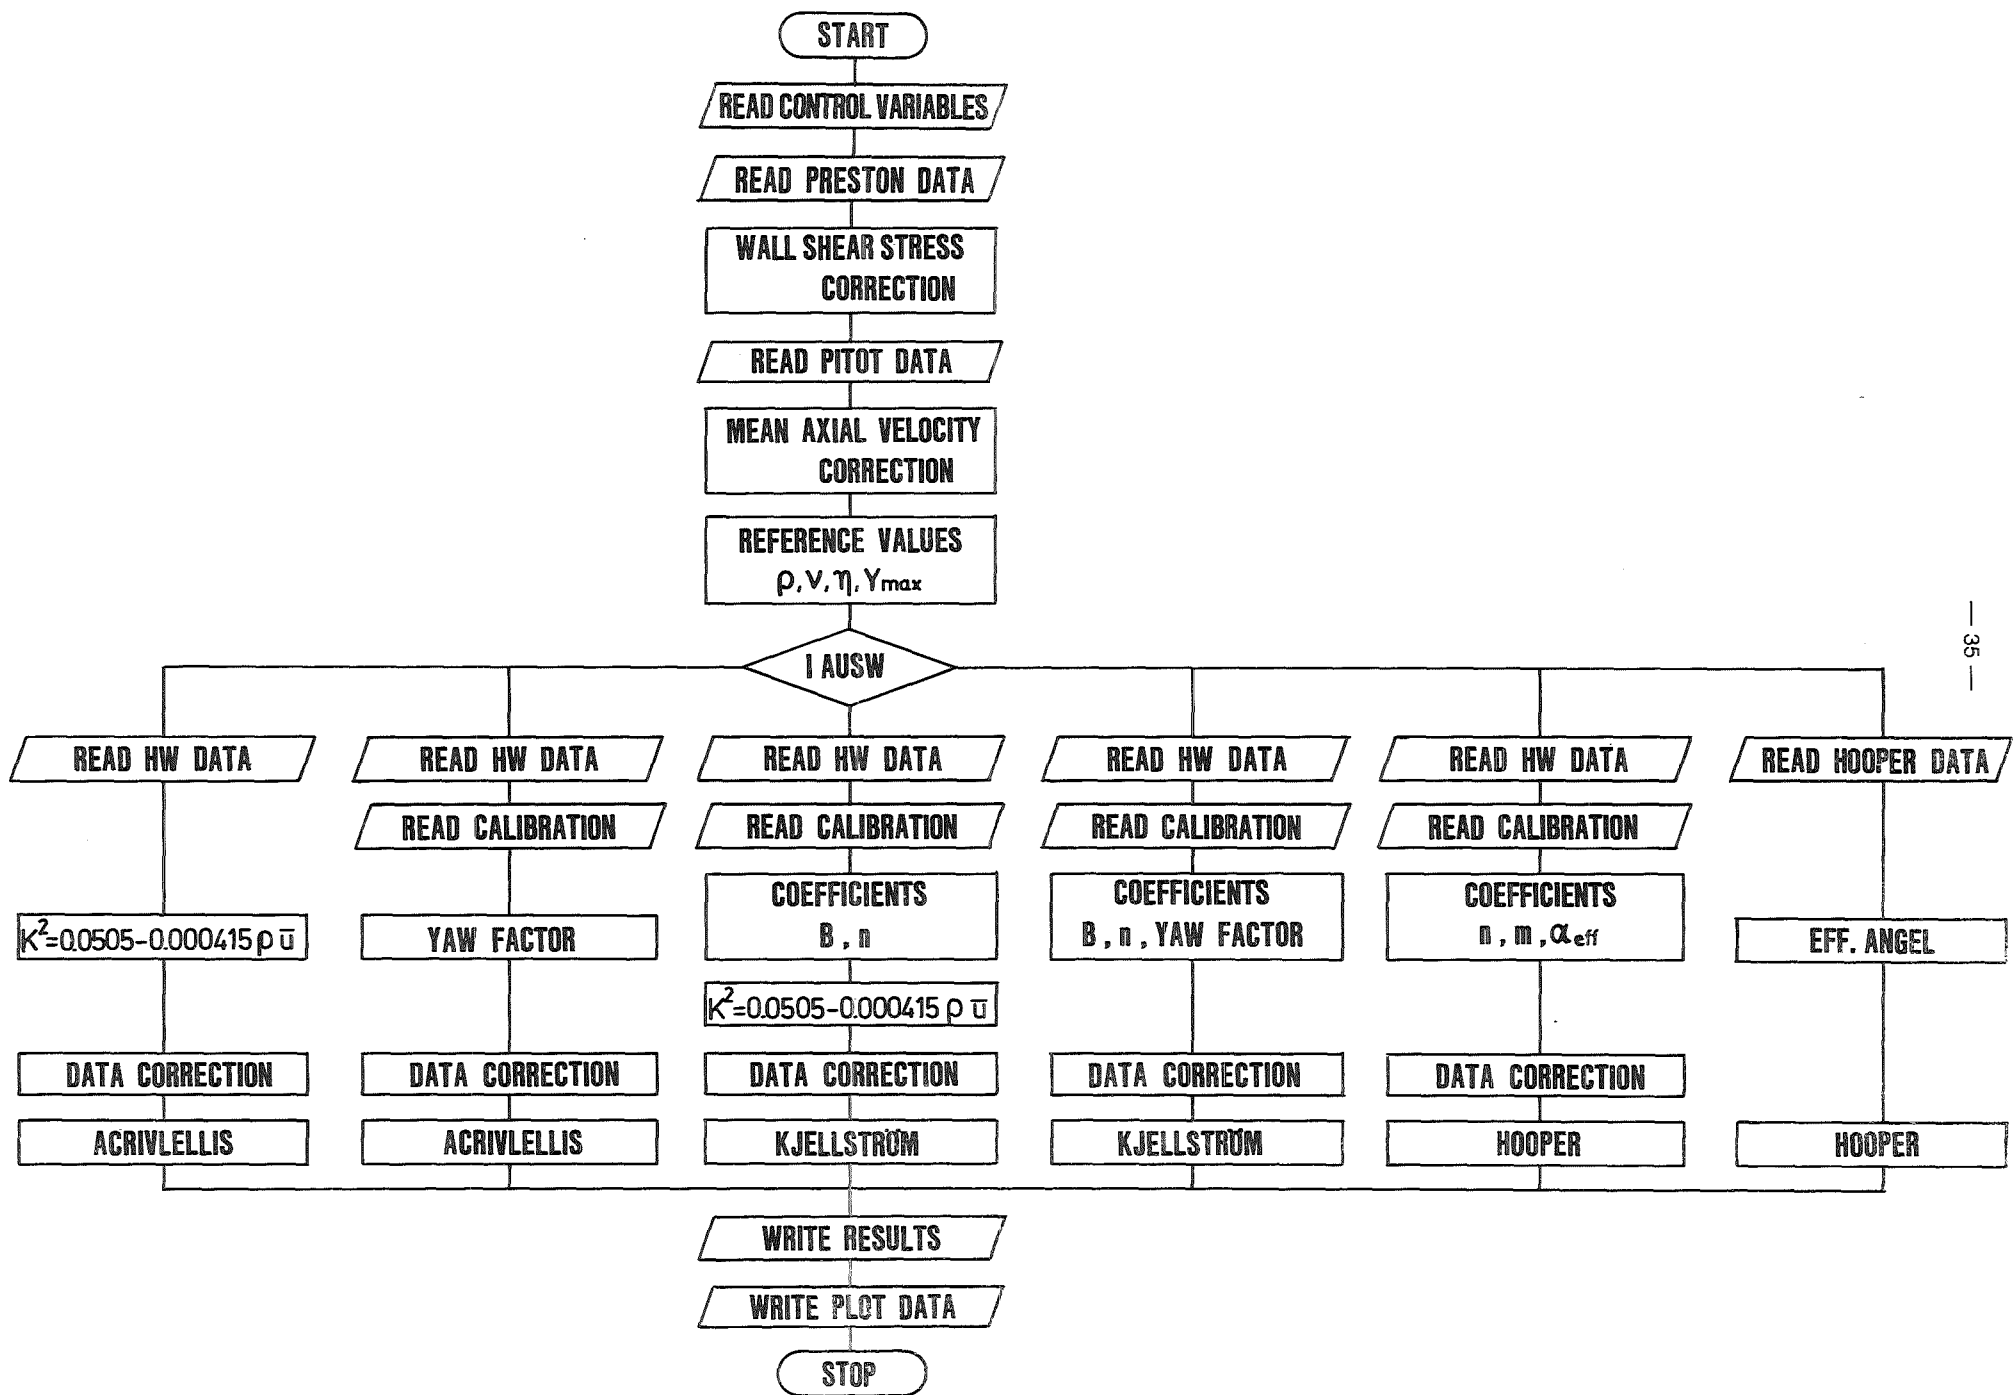 START
READ CONTROL VARIABLES
READ PRESTON DATA
WALL SHEAR STRESS
CORRECTION
READ PITOT DATA
MEAN AXIAL VELOCITY
CORRECTION
REFERENCE VALUES
ρ, ν, η, Ymax
— 35 —
I AUSW
READ HW DATA
READ HW DATA
READ HW DATA
READ HW DATA
READ HW DATA
READ HOOPER DATA
READ CALIBRATION
READ CALIBRATION
READ CALIBRATION
READ CALIBRATION
K²=0.0505-0.000415 ρ ū
YAW FACTOR
COEFFICIENTS
B, n
COEFFICIENTS
B, n, YAW FACTOR
COEFFICIENTS
n, m, αeff
EFF. ANGEL
K²=0.0505-0.000415 ρ ū
DATA CORRECTION
DATA CORRECTION
DATA CORRECTION
DATA CORRECTION
DATA CORRECTION
ACRIVLELLIS
ACRIVLELLIS
KJELLSTRÖM
KJELLSTRÖM
HOOPER
HOOPER
WRITE RESULTS
WRITE PLOT DATA
STOP